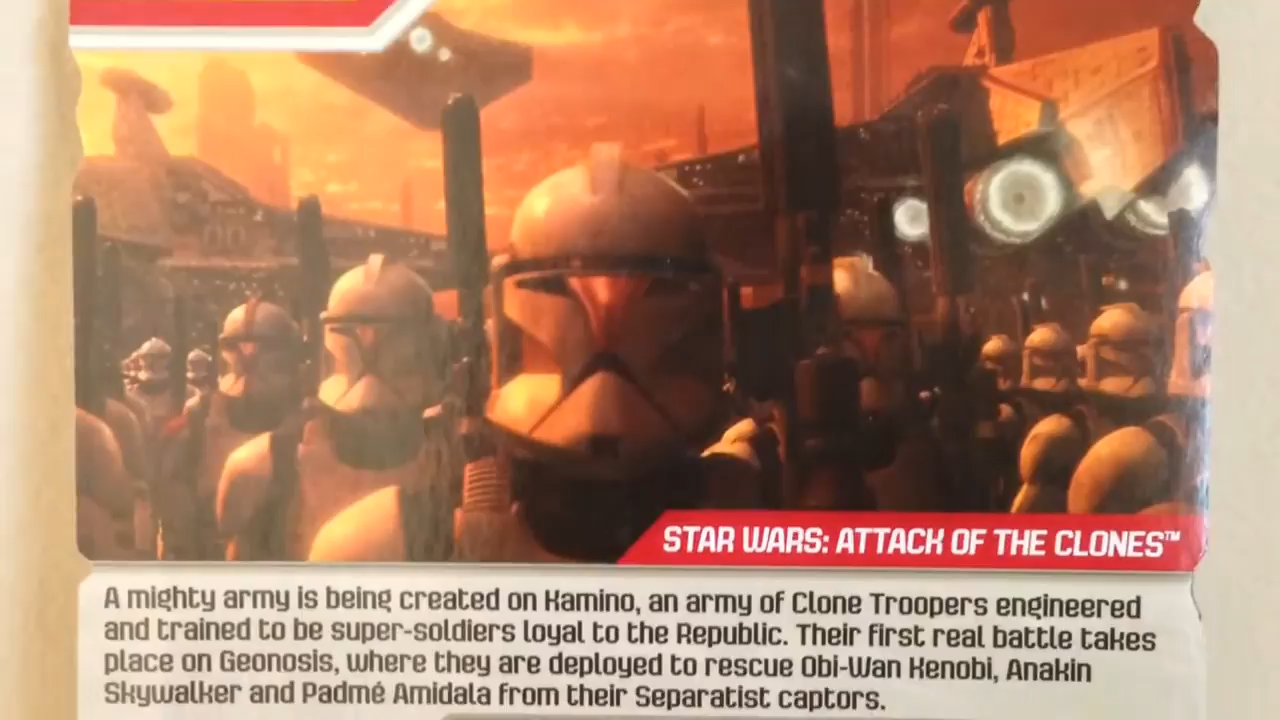 STAR WARS: ATTACK OF THE CLONES™
A mighty army is being created on Kamino, an army of Clone Troopers engineered
and trained to be super-soldiers loyal to the Republic. Their first real battle takes
place on Geonosis, where they are deployed to rescue Obi-Wan Kenobi, Anakin
Skywalker and Padmé Amidala from their Separatist captors.